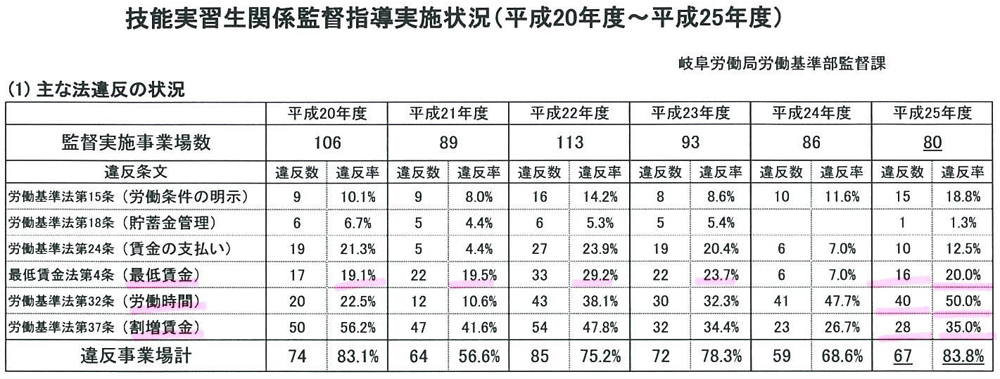 技能実習生関係監督指導実施状況(平成20年度～平成25年度)
岐阜労働局労働基準部監督課
(1) 主な法違反の状況
平成20年度 平成21年度 平成22年度 平成23年度 平成24年度 平成25年度
監督実施事業場数 106 89 113 93 86 80
違反条文 違反数 違反率 違反数 違反率 違反数 違反率 違反数 違反率 違反数 違反率 違反数 違反率
労働基準法第15条(労働条件の明示) 9 10.1% 9 8.0% 16 14.2% 8 8.6% 10 11.6% 15 18.8%
労働基準法第18条(貯蓄金管理) 6 6.7% 5 4.4% 6 5.3% 5 5.4% 1 1.3%
労働基準法第24条(賃金の支払い) 19 21.3% 5 4.4% 27 23.9% 19 20.4% 6 7.0% 10 12.5%
最低賃金法第4条(最低賃金) 17 19.1% 22 19.5% 33 29.2% 22 23.7% 6 7.0% 16 20.0%
労働基準法第32条(労働時間) 20 22.5% 12 10.6% 43 38.1% 30 32.3% 41 47.7% 40 50.0%
労働基準法第37条(割増賃金) 50 56.2% 47 41.6% 54 47.8% 32 34.4% 23 26.7% 28 35.0%
違反事業場計 74 83.1% 64 56.6% 85 75.2% 72 78.3% 59 68.6% 67 83.8%